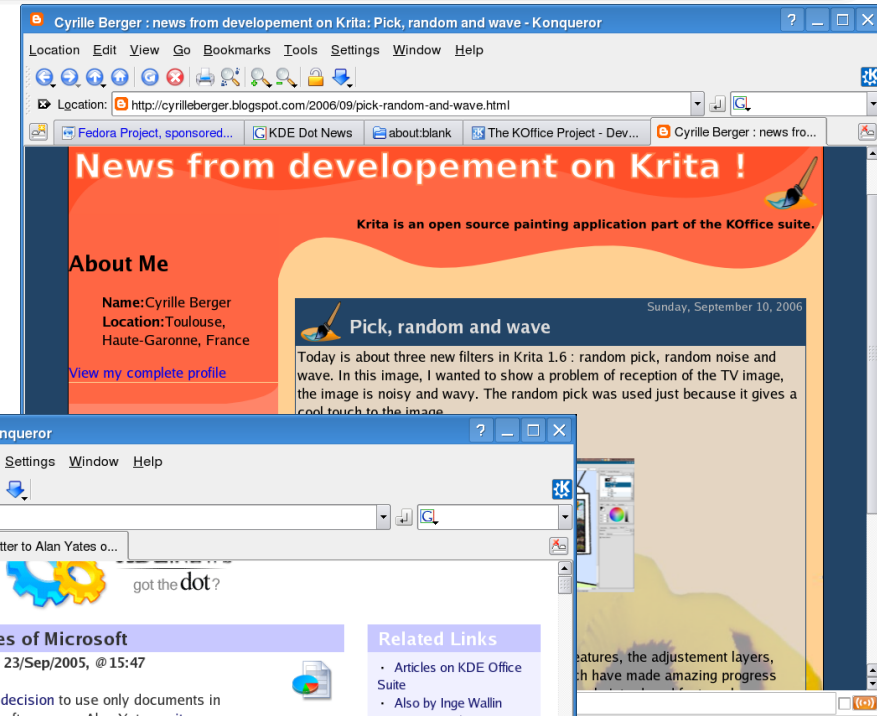 Cyrille Berger : news from developement on Krita: Pick, random and wave - Konqueror
Location Edit View Go Bookmarks Tools Settings Window Help
Location: http://cyrilleberger.blogspot.com/2006/09/pick-random-and-wave.html
Fedora Project, sponsored... KDE Dot News about:blank The KOffice Project - Dev... Cyrille Berger : news fro...
News from developement on Krita !
Krita is an open source painting application part of the KOffice suite.
About Me
Name:Cyrille Berger
Location:Toulouse,
Haute-Garonne, France
View my complete profile
Sunday, September 10, 2006
Pick, random and wave
Today is about three new filters in Krita 1.6 : random pick, random noise and
wave. In this image, I wanted to show a problem of reception of the TV image,
the image is noisy and wavy. The random pick was used just because it gives a
cool touch to the image
eatures, the adjustement layers,
ch have made amazing progress
nqueror
Settings Window Help
tter to Alan Yates o...
got the dot?
es of Microsoft
23/Sep/2005, @ 15:47
decision to use only documents in
Related Links
· Articles on KDE Office
Suite
· Also by Inge Wallin